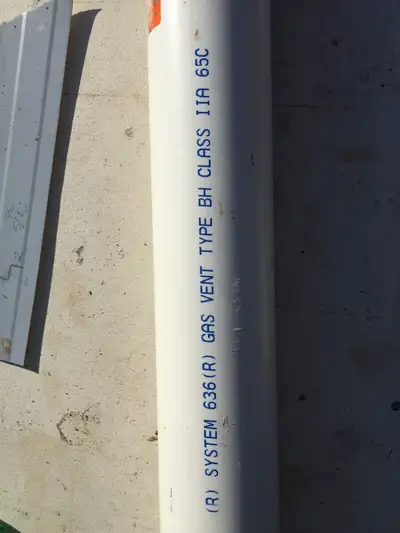 (R) SYSTEM 636(R) GAS VENT TYPE BH CLASS IIA 65C